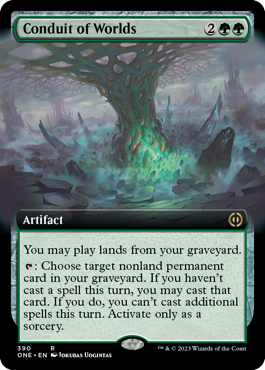 Conduit of Worlds 2
Artifact
You may play lands from your graveyard.
: Choose target nonland permanent
card in your graveyard. If you haven't
cast a spell this turn, you may cast that
card. If you do, you can't cast additional
spells this turn. Activate only as a
sorcery.
390 R
ONE • EN JOKUBAS UOGINTAS ™ & © 2023 Wizards of the Coast